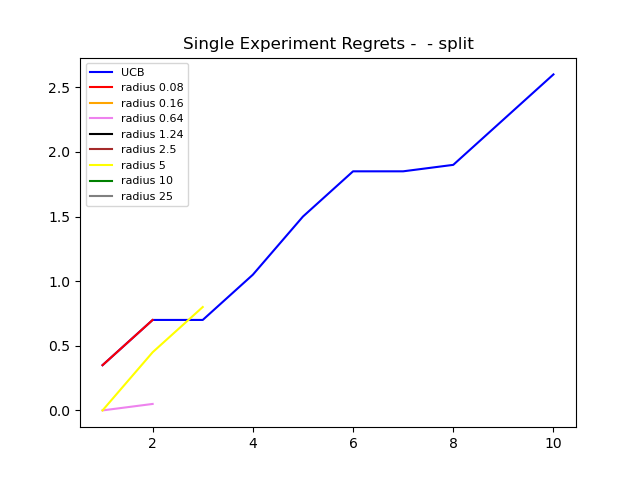 Single Experiment Regrets -  - split
UCB
radius 0.08
radius 0.16
radius 0.64
radius 1.24
radius 2.5
radius 5
radius 10
radius 25
2.5
2.0
1.5
1.0
0.5
0.0
2 4 6 8 10